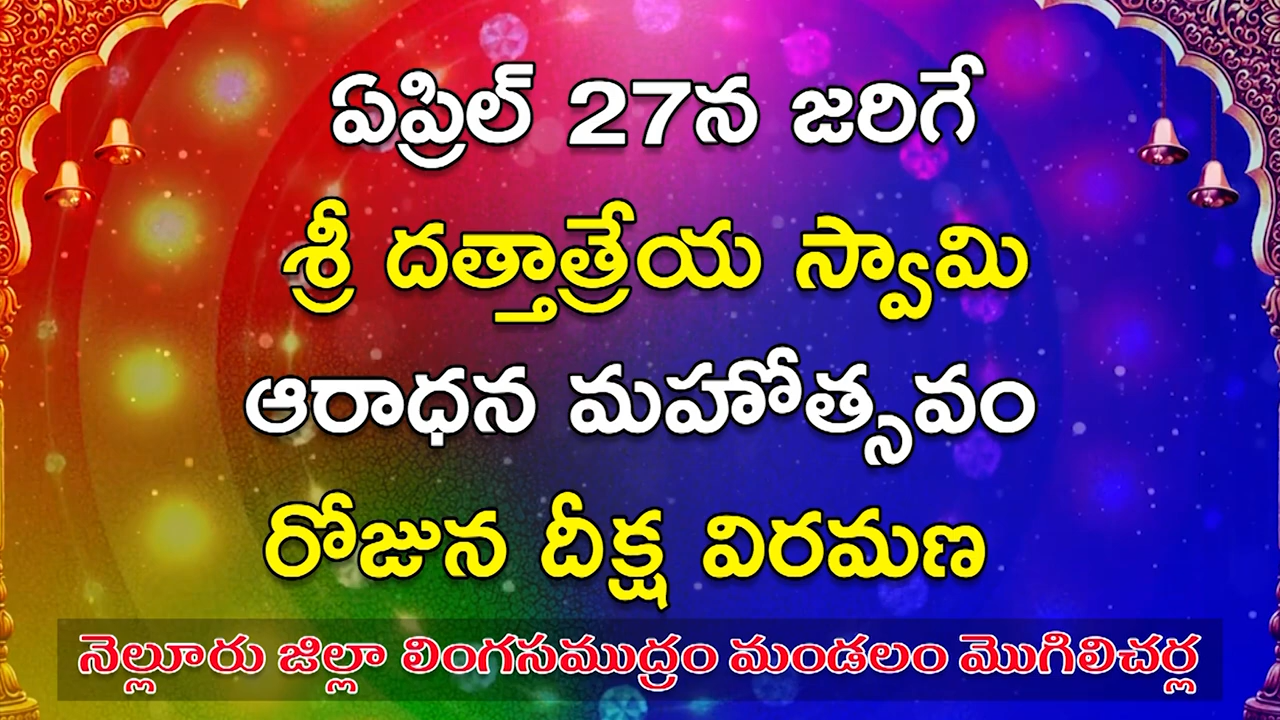 ఏప్రిల్ 27న జరిగే
శ్రీ దత్తాత్రేయ స్వామి
ఆరాధన మహోత్సవం
రోజున దీక్ష విరమణ
నెల్లూరు జిల్లా లింగసముద్రం మండలం మొగిలిచర్ల